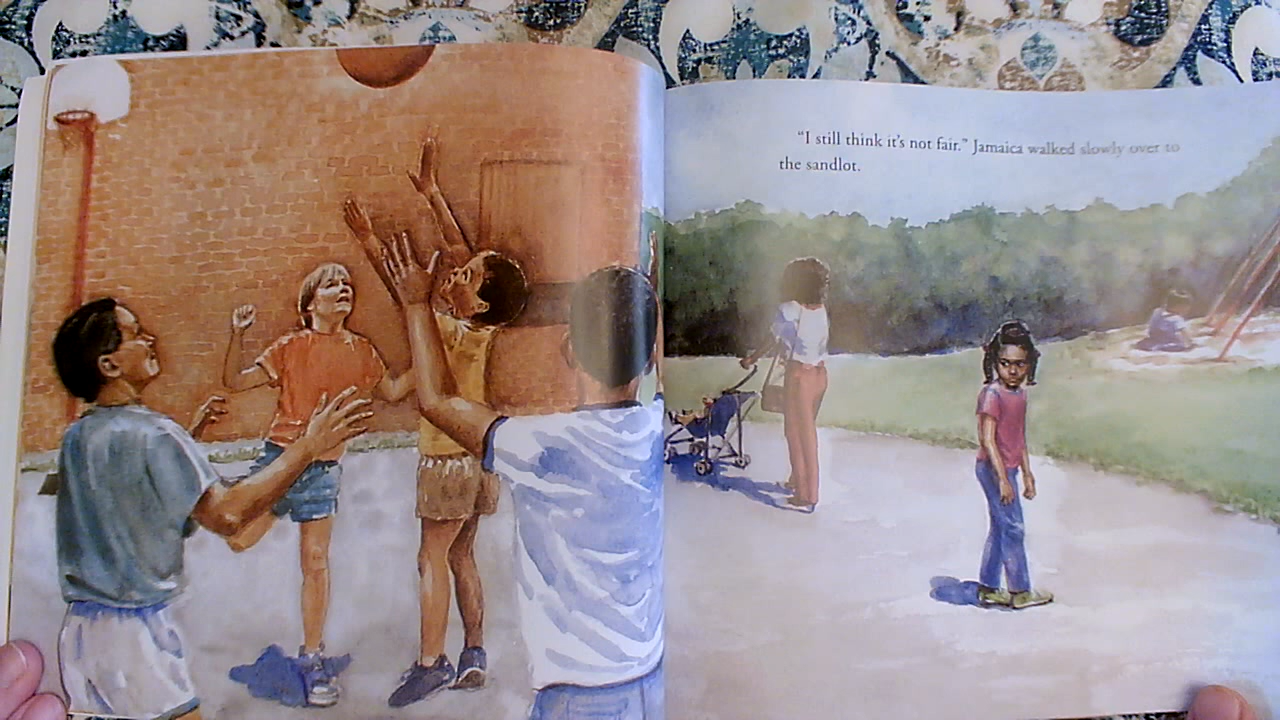 "I still think it's not fair." Jamaica walked slowly over to
the sandlot.